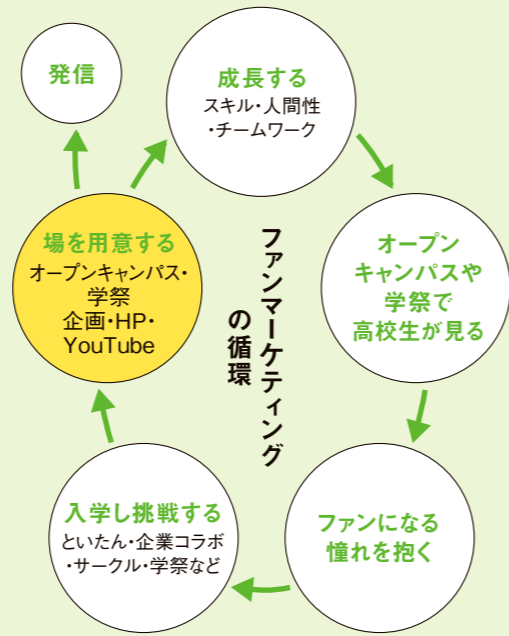 発信
成長する
スキル・人間性
・チームワーク
場を用意する
オープンキャンパス・
学祭
企画・HP・
YouTube
ファンマーケティング
の循環
オープン
キャンパスや
学祭で
高校生が見る
入学し挑戦する
といたん・企業コラボ
・サークル・学祭など
ファンになる
憧れを抱く